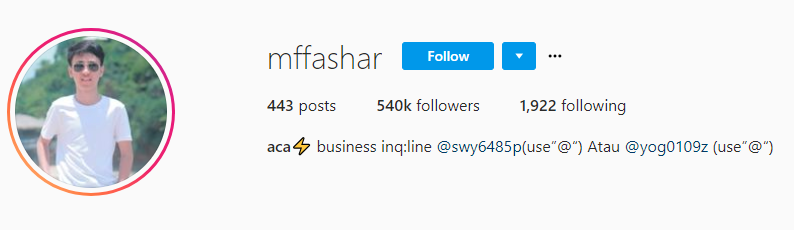 mffashar Follow
443 posts 540k followers 1,922 following
aca⚡ business inq:line @swy6485p(use"@") Atau @yog0109z (use"@")